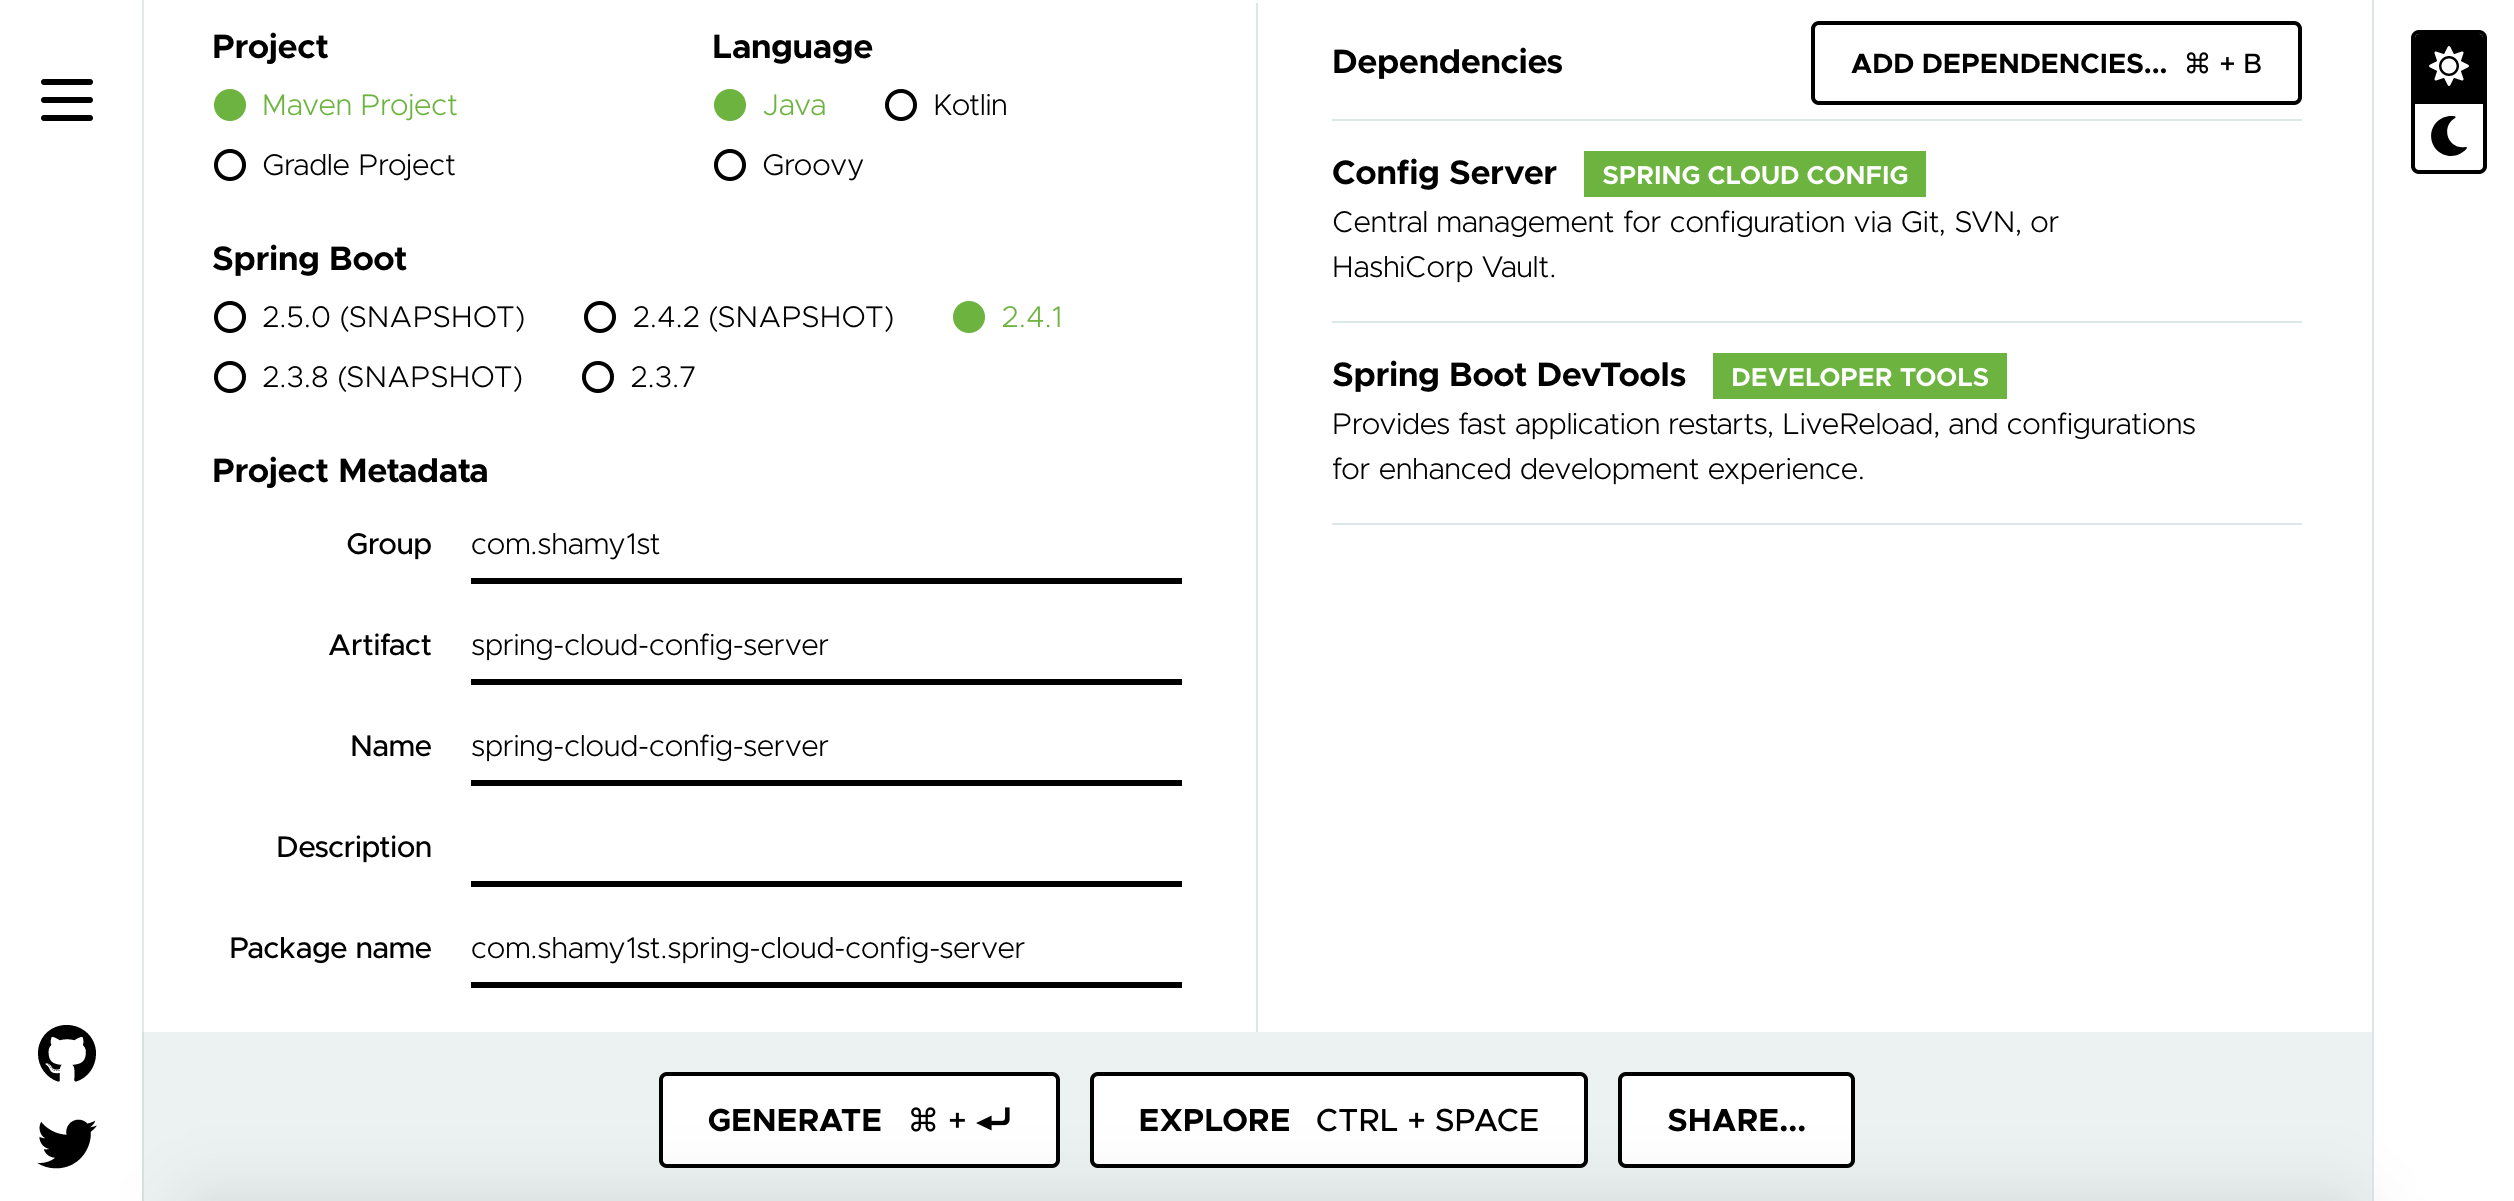 Project
Maven Project
Gradle Project
Language
Java Kotlin
Groovy
Spring Boot
2.5.0 (SNAPSHOT) 2.4.2 (SNAPSHOT) 2.4.1
2.3.8 (SNAPSHOT) 2.3.7
Project Metadata
Group com.shamy1st
Artifact spring-cloud-config-server
Name spring-cloud-config-server
Description
Package name com.shamy1st.spring-cloud-config-server
Dependencies
ADD DEPENDENCIES... ⌘ + B
Config Server SPRING CLOUD CONFIG
Central management for configuration via Git, SVN, or
HashiCorp Vault.
Spring Boot DevTools DEVELOPER TOOLS
Provides fast application restarts, LiveReload, and configurations
for enhanced development experience.
GENERATE ⌘ + ↵
EXPLORE CTRL + SPACE
SHARE...